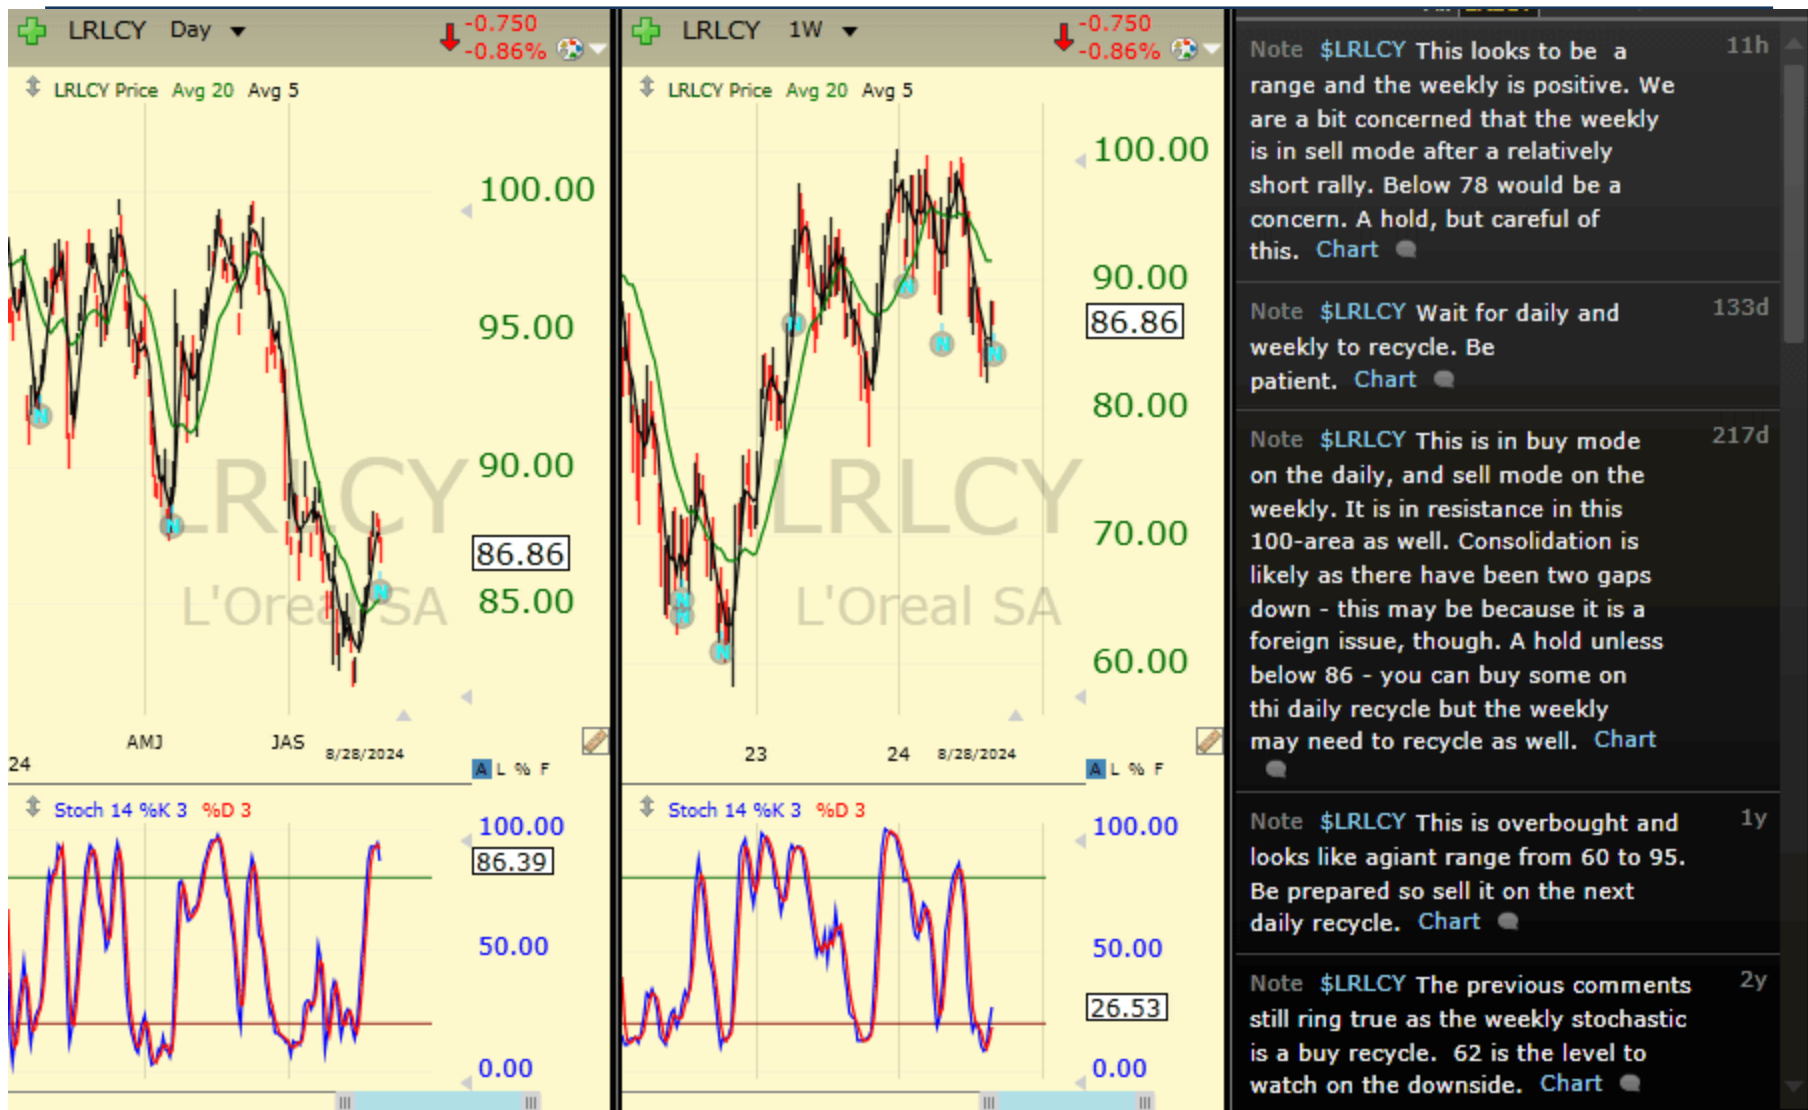 LRLCY Day
-0.750
-0.86%
LRLCY Price Avg 20 Avg 5
100.00
95.00
90.00
86.86
85.00
LRLCY
L'Oreal SA
24
AMJ
JAS
8/28/2024
A L % F
Stoch 14 %K 3 %D 3
100.00
86.39
50.00
0.00
LRLCY 1W
-0.750
-0.86%
LRLCY Price Avg 20 Avg 5
100.00
90.00
86.86
80.00
70.00
60.00
LRLCY
L'Oreal SA
23
24
8/28/2024
A L % F
Stoch 14 %K 3 %D 3
100.00
50.00
26.53
0.00
Note $LRLCY This looks to be a 11h
range and the weekly is positive. We
are a bit concerned that the weekly
is in sell mode after a relatively
short rally. Below 78 would be a
concern. A hold, but careful of
this. Chart
Note $LRLCY Wait for daily and 133d
weekly to recycle. Be
patient. Chart
Note $LRLCY This is in buy mode 217d
on the daily, and sell mode on the
weekly. It is in resistance in this
100-area as well. Consolidation is
likely as there have been two gaps
down - this may be because it is a
foreign issue, though. A hold unless
below 86 - you can buy some on
thi daily recycle but the weekly
may need to recycle as well. Chart
Note $LRLCY This is overbought and 1y
looks like agiant range from 60 to 95.
Be prepared so sell it on the next
daily recycle. Chart
Note $LRLCY The previous comments 2y
still ring true as the weekly stochastic
is a buy recycle. 62 is the level to
watch on the downside. Chart